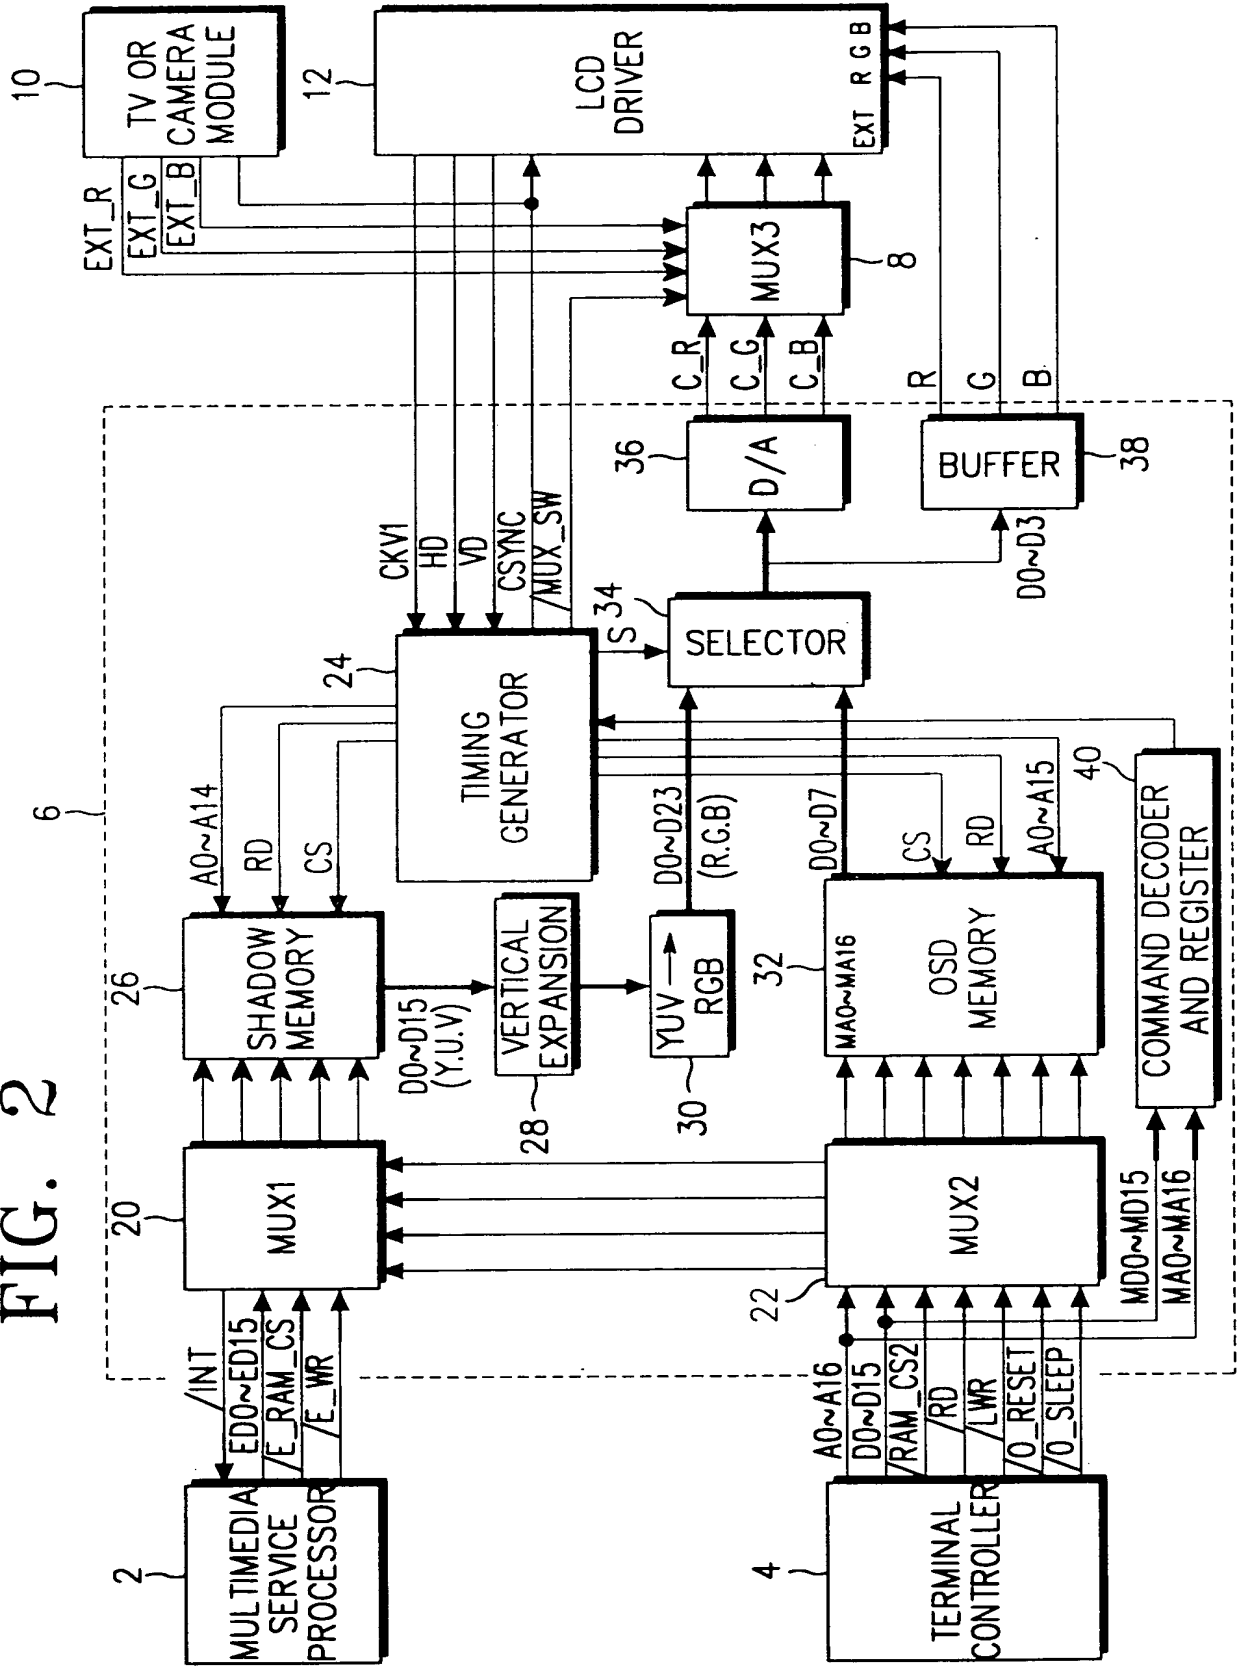 FIG. 2
2
MULTIMEDIA
SERVICE
PROCESSOR
/INT
ED0~ED15
/E_RAM_CS
/E_WR
4
TERMINAL
CONTROLLER
A0~A16
D0~D15
/RAM_CS2
/RD
/LWR
/O_RESET
/O_SLEEP
6
20
MUX1
22
MUX2
MD0~MD15
MA0~MA16
26
SHADOW
MEMORY
A0~A14
RD
CS
D0~D15
(Y.U.V)
28
VERTICAL
EXPANSION
30
YUV→
RGB
D0~D23
(R.G.B)
32
MA0~MA16
OSD
MEMORY
D0~D7
CS
RD
A0~A15
40
COMMAND DECODER
AND REGISTER
24
TIMING
GENERATOR
CKV1
HD
VD
CSYNC
/MUX_SW
S
34
SELECTOR
36
D/A
D0~D3
BUFFER
38
C_R
C_G
C_B
R
G
B
MUX3
8
10
TV OR
CAMERA
MODULE
EXT_R
EXT_G
EXT_B
12
LCD
DRIVER
EXT R G B